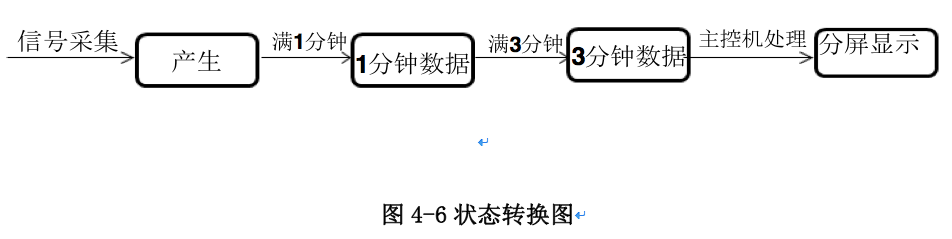 信号采集
产生
满1分钟
1分钟数据
满3分钟
3分钟数据
主控机处理
分屏显示
图 4-6 状态转换图